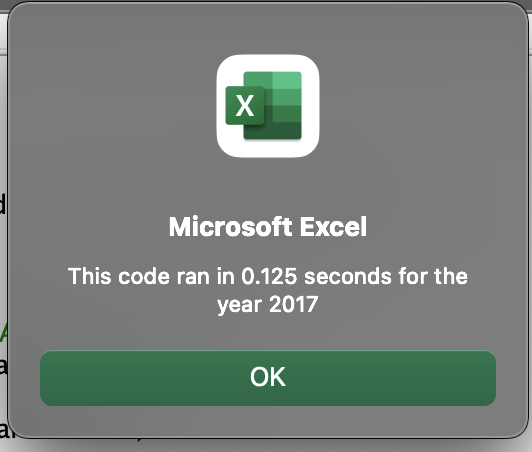 X
Microsoft Excel
This code ran in 0.125 seconds for the
year 2017
OK